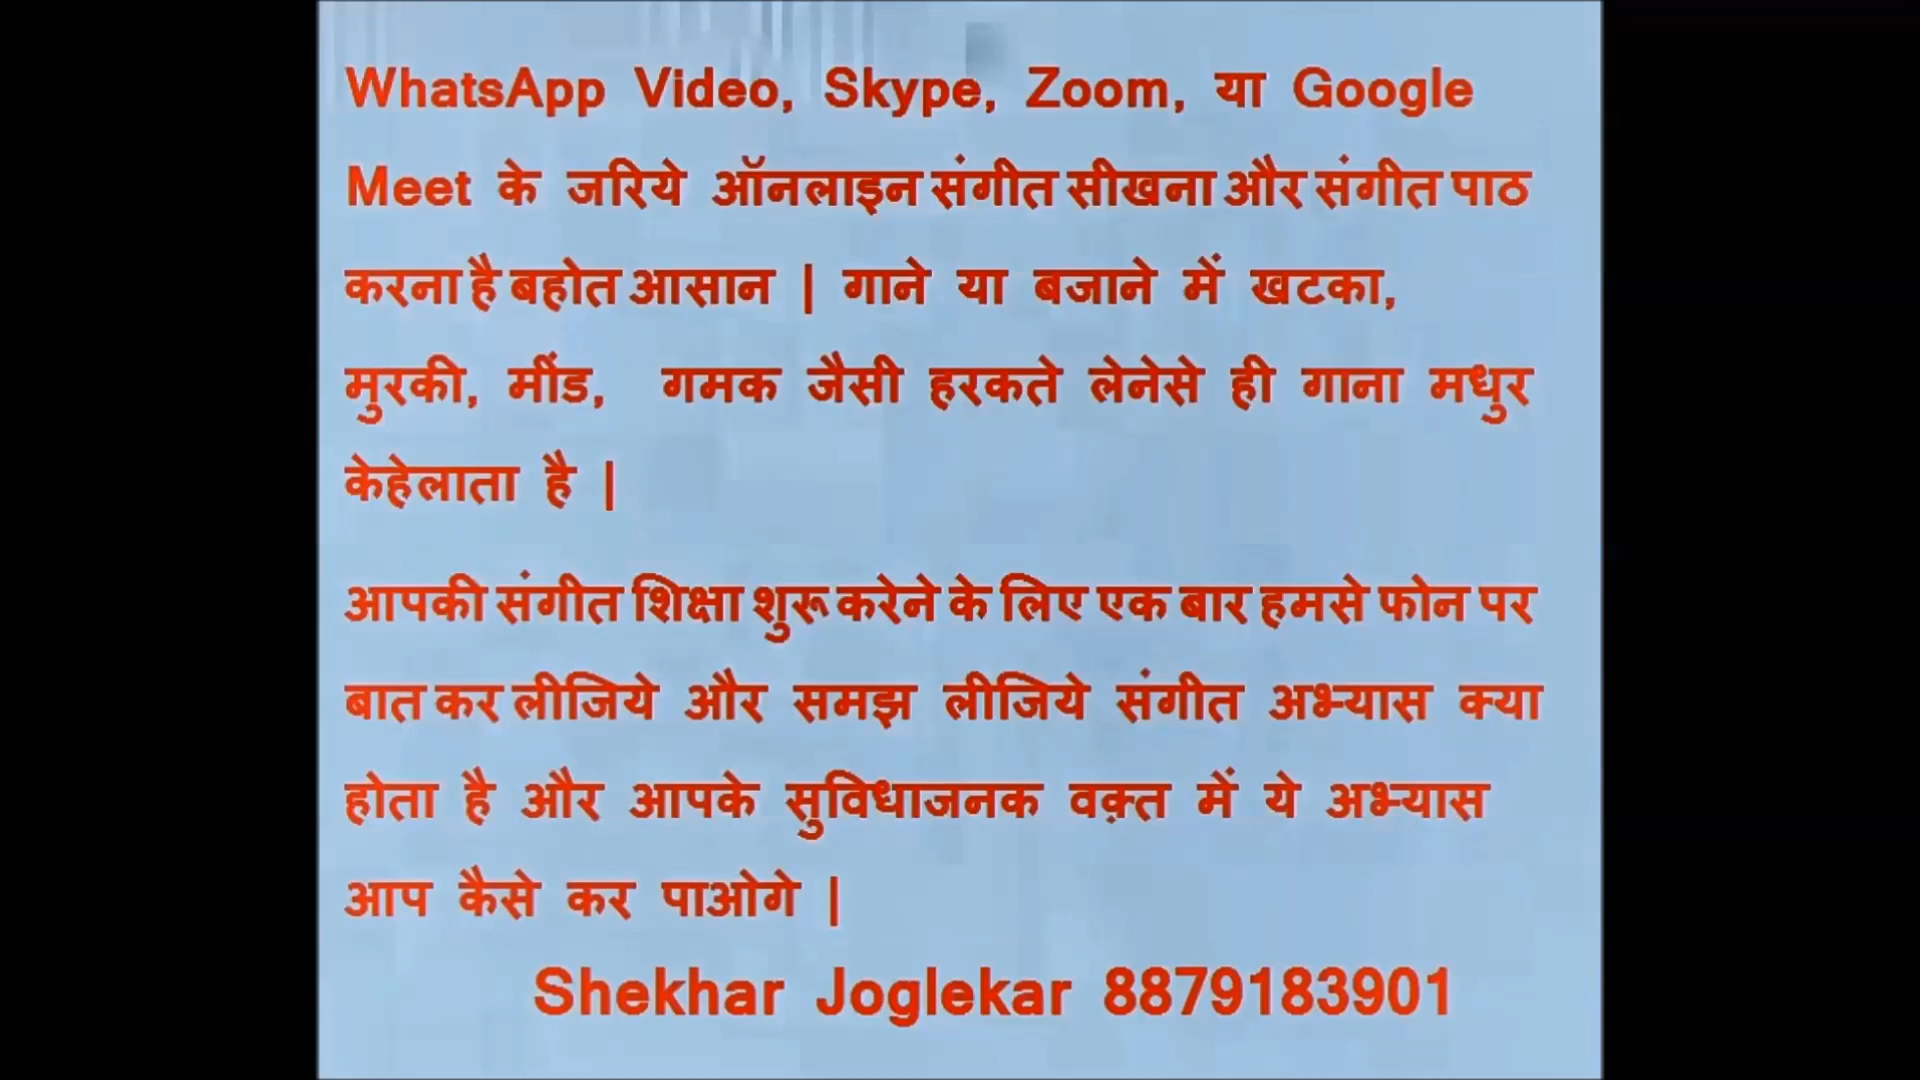 WhatsApp Video, Skype, Zoom, या Google
Meet के जरिये ऑनलाइन संगीत सीखना और संगीत पाठ
करना है बहोत आसान | गाने या बजाने में खटका,
मुरकी, मींड, गमक जैसी हरकते लेनेसे ही गाना मधुर
केहेलाता है |
आपकी संगीत शिक्षा शुरू करेने के लिए एक बार हमसे फोन पर
बात कर लीजिये और समझ लीजिये संगीत अभ्यास क्या
होता है और आपके सुविधाजनक वक़्त में ये अभ्यास
आप कैसे कर पाओगे |
Shekhar Joglekar 8879183901